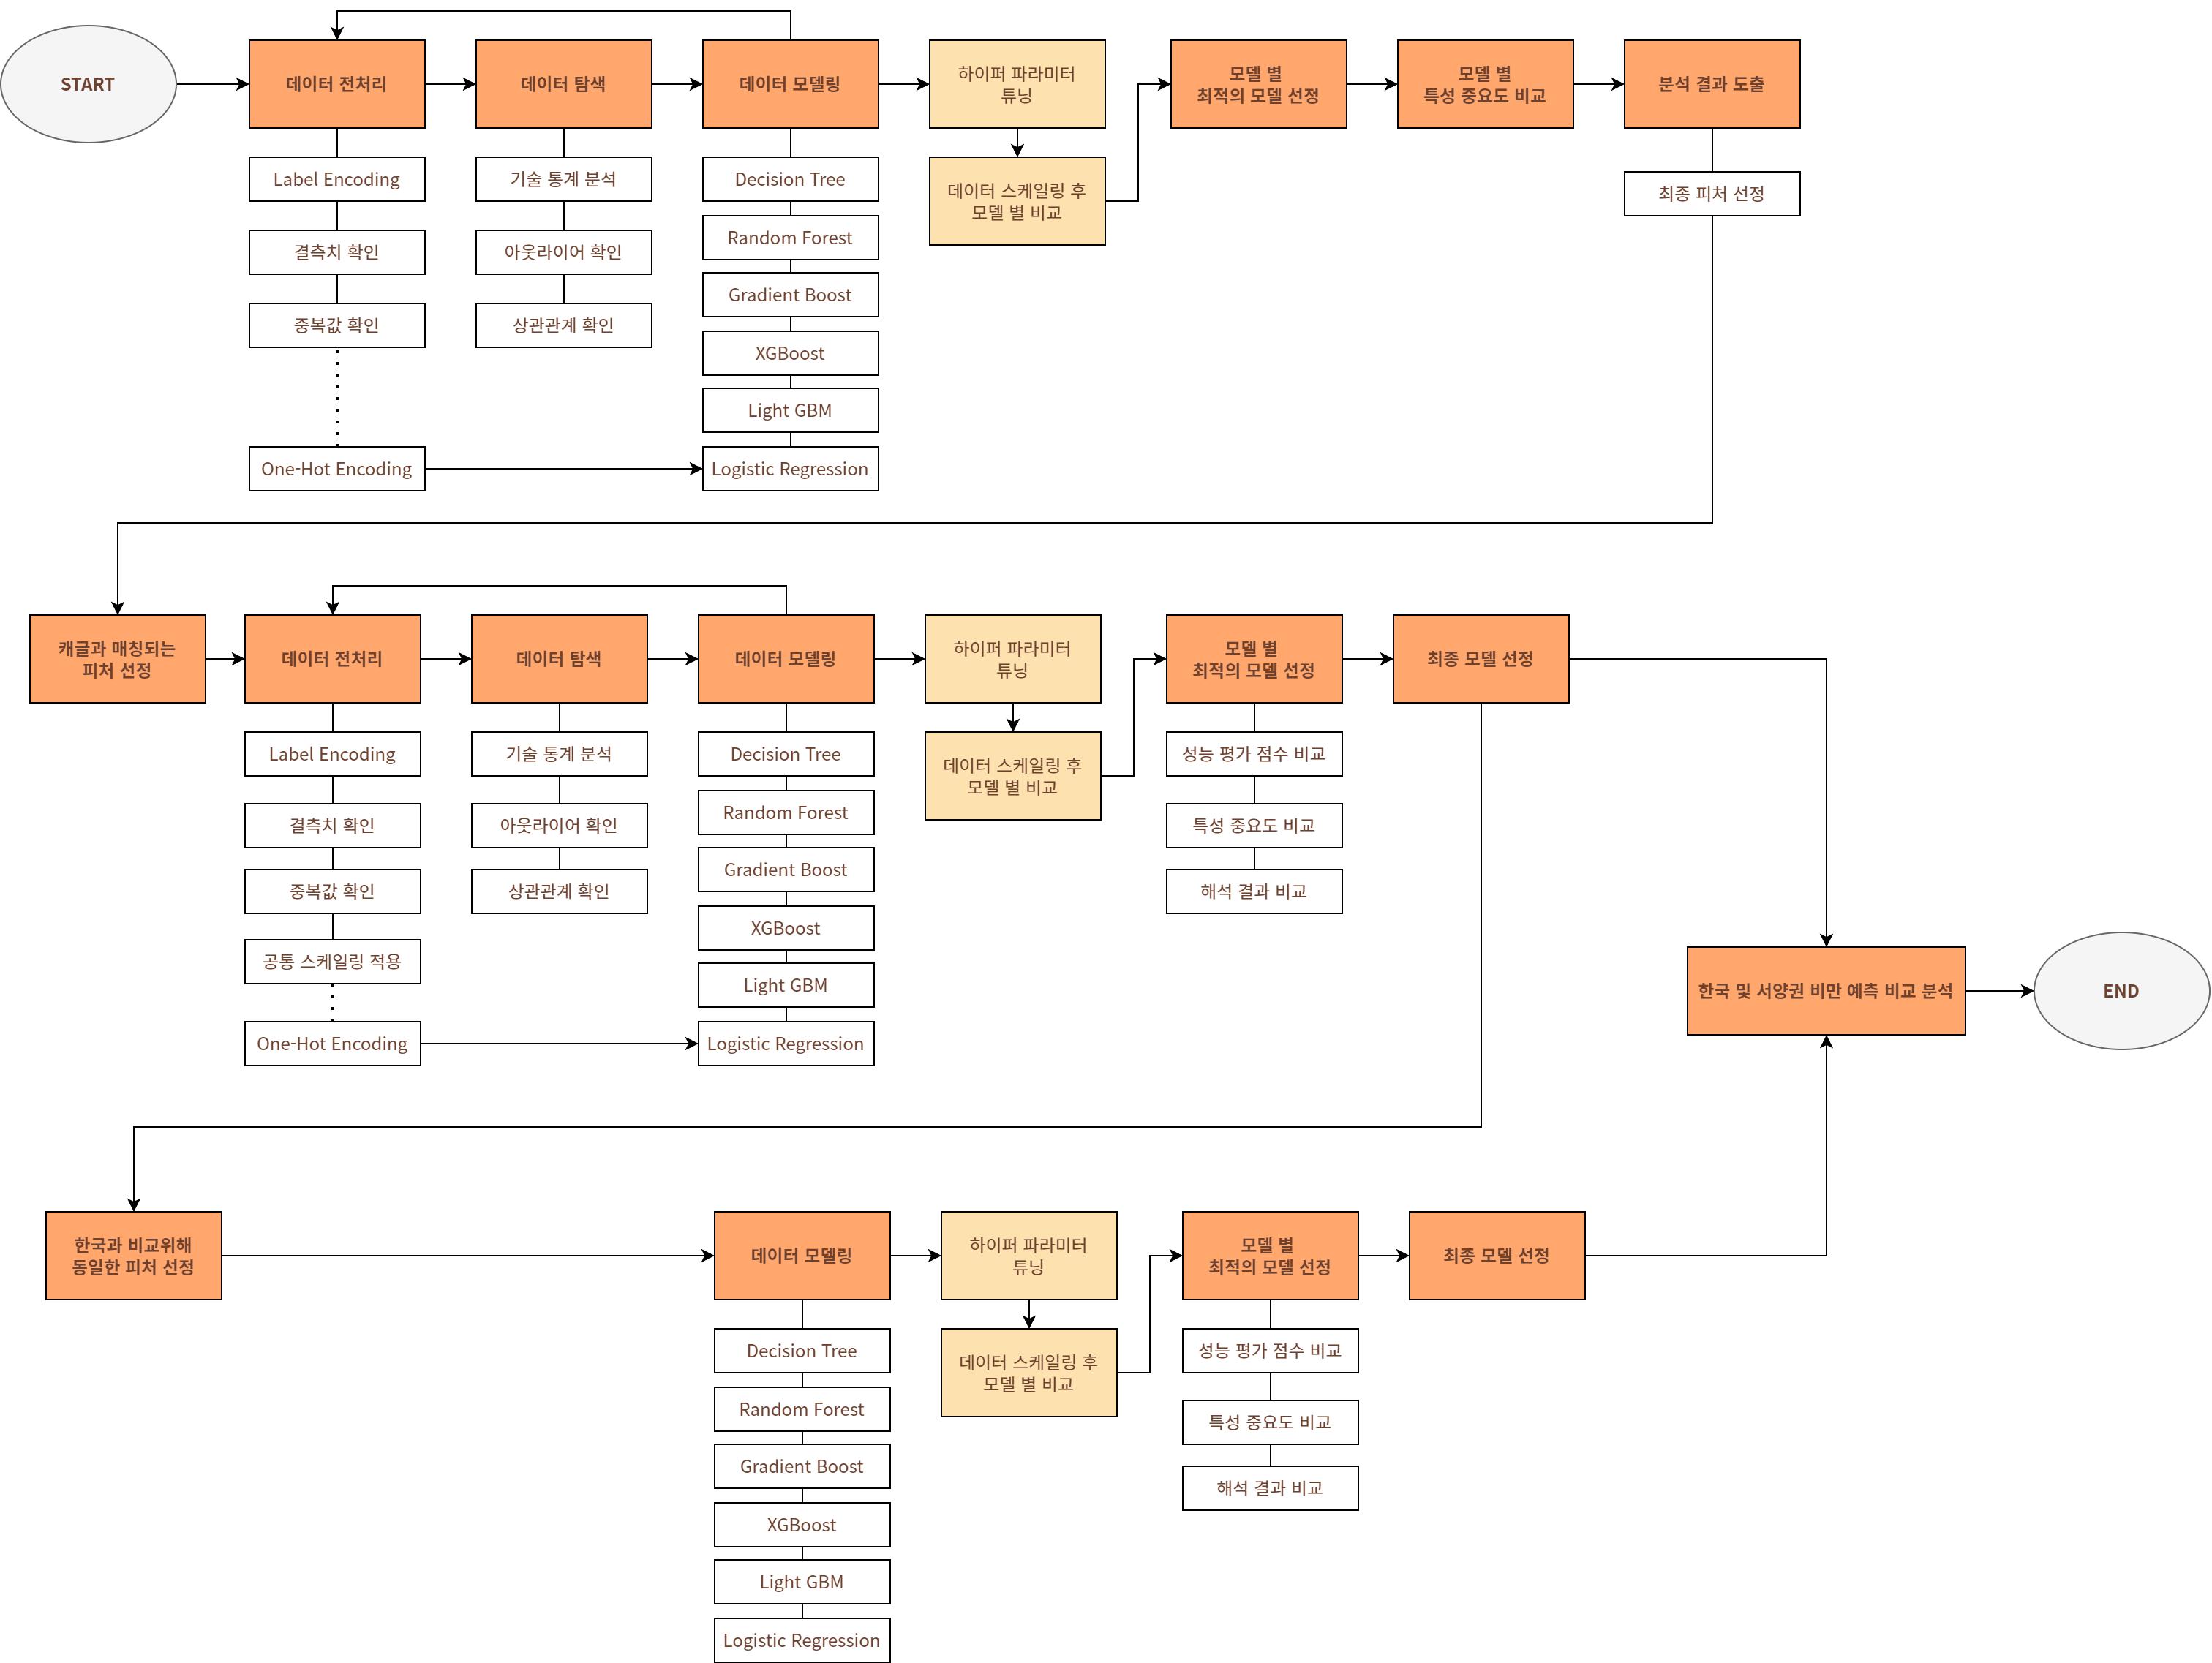 START
데이터 전처리
데이터 탐색
데이터 모델링
하이퍼 파라미터
튜닝
모델 별
최적의 모델 선정
모델 별
특성 중요도 비교
분석 결과 도출
Label Encoding
결측치 확인
중복값 확인
One-Hot Encoding
기술 통계 분석
아웃라이어 확인
상관관계 확인
Decision Tree
Random Forest
Gradient Boost
XGBoost
Light GBM
Logistic Regression
데이터 스케일링 후
모델 별 비교
최종 피처 선정
캐글과 매칭되는
피처 선정
데이터 전처리
데이터 탐색
데이터 모델링
하이퍼 파라미터
튜닝
모델 별
최적의 모델 선정
최종 모델 선정
Label Encoding
결측치 확인
중복값 확인
공통 스케일링 적용
One-Hot Encoding
기술 통계 분석
아웃라이어 확인
상관관계 확인
Decision Tree
Random Forest
Gradient Boost
XGBoost
Light GBM
Logistic Regression
데이터 스케일링 후
모델 별 비교
성능 평가 점수 비교
특성 중요도 비교
해석 결과 비교
한국 및 서양권 비만 예측 비교 분석
END
한국과 비교위해
동일한 피처 선정
데이터 모델링
하이퍼 파라미터
튜닝
모델 별
최적의 모델 선정
최종 모델 선정
Decision Tree
Random Forest
Gradient Boost
XGBoost
Light GBM
Logistic Regression
데이터 스케일링 후
모델 별 비교
성능 평가 점수 비교
특성 중요도 비교
해석 결과 비교